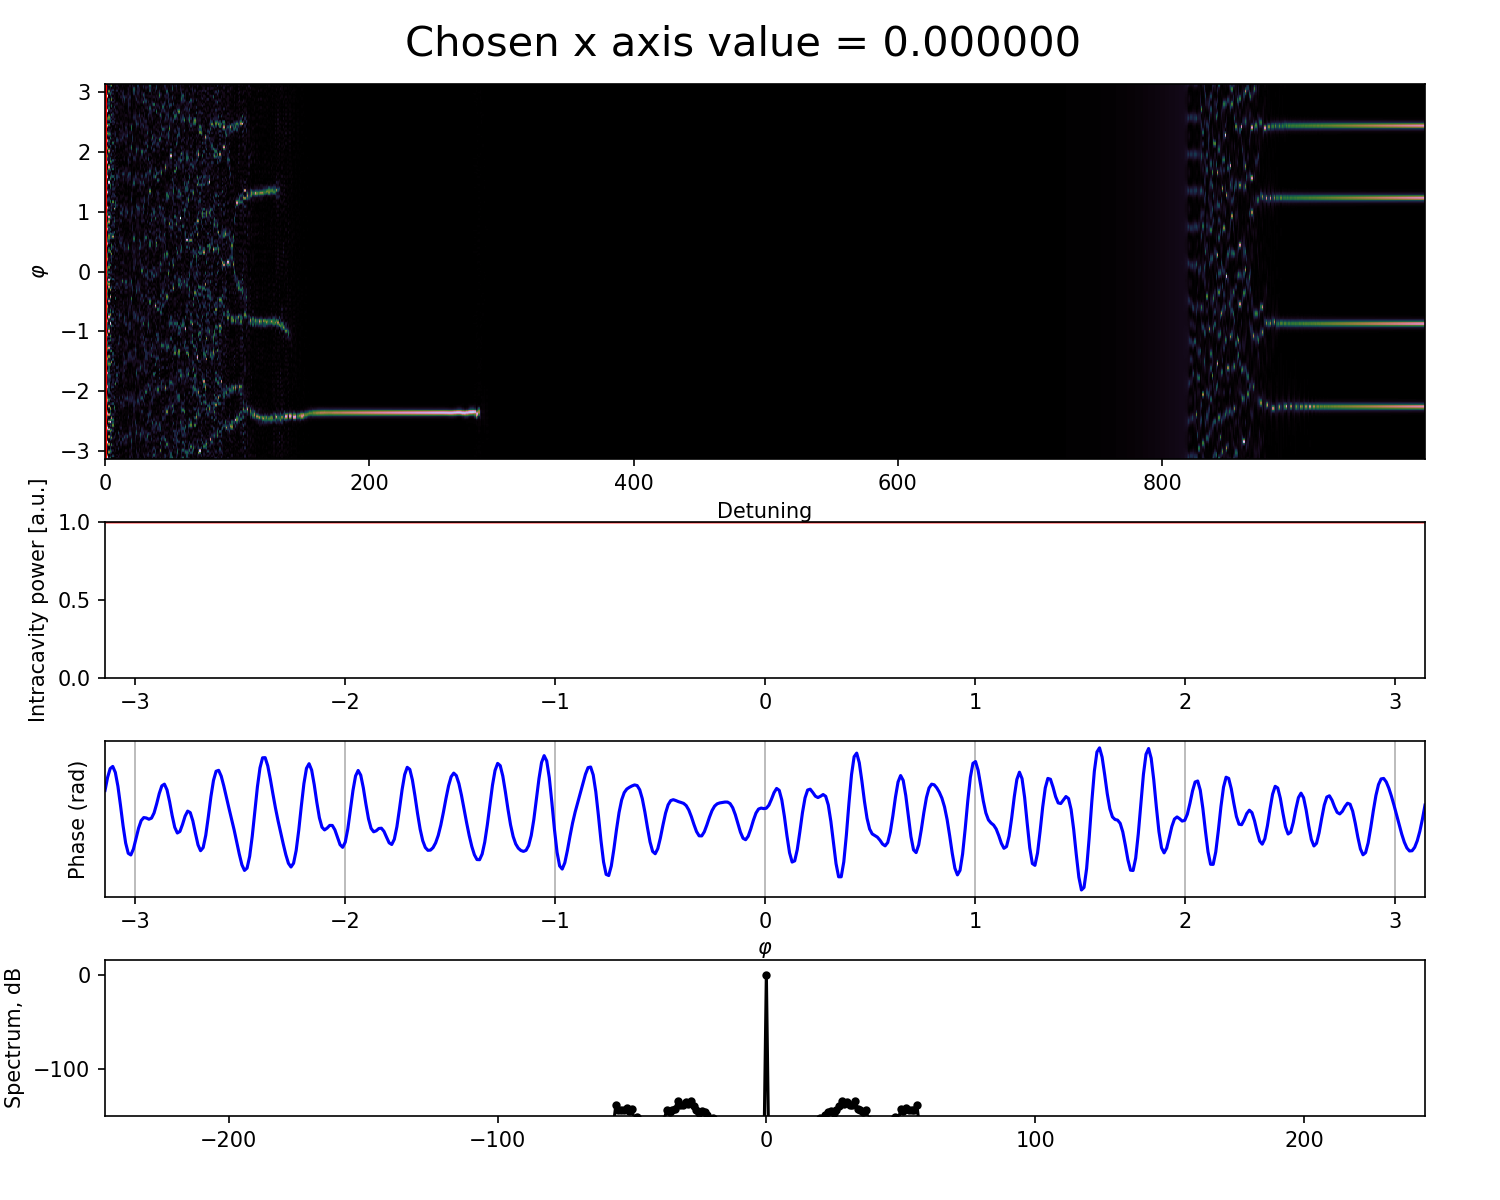 Chosen x axis value = 0.000000
3
2
1
0
−1
−2
−3
φ
0 200 400 600 800
Detuning
Intracavity power [a.u.]
1.0
0.5
0.0
−3 −2 −1 0 1 2 3
Phase (rad)
−3 −2 −1 0 1 2 3
φ
Spectrum, dB
0
−100
−200 −100 0 100 200